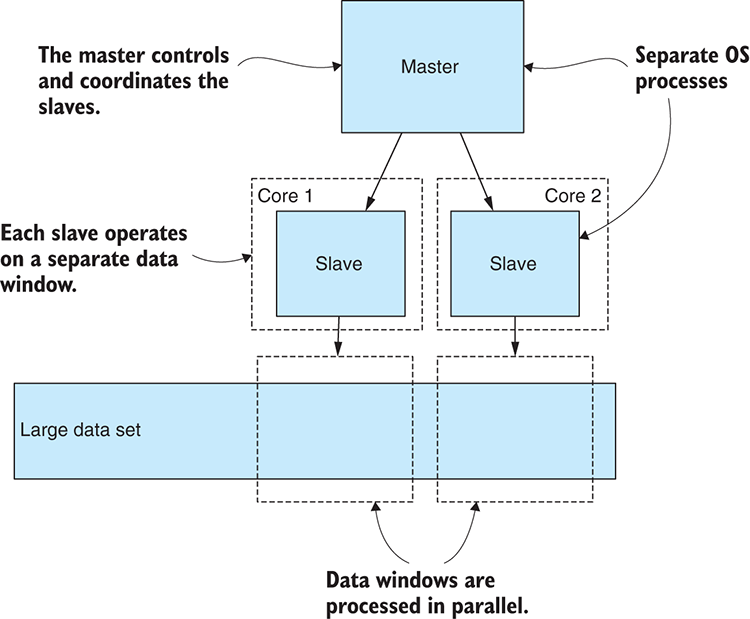 The master controls
and coordinates the
slaves.
Master
Separate OS
processes
Core 1
Core 2
Each slave operates
on a separate data
window.
Slave
Slave
Large data set
Data windows are
processed in parallel.